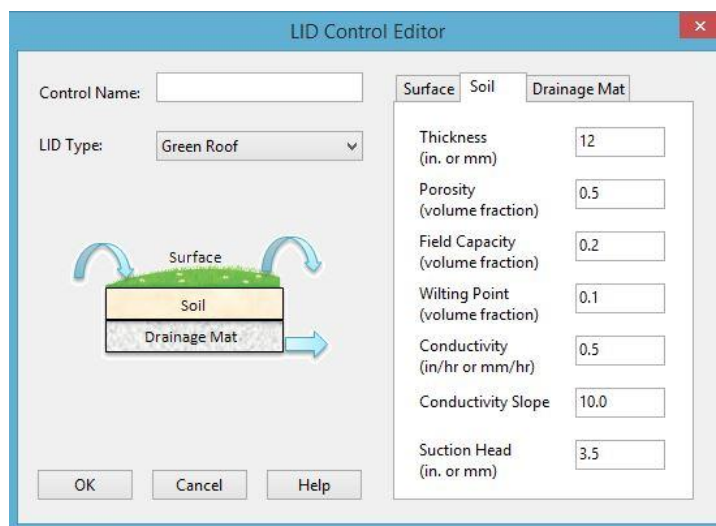 LID Control Editor
x
Control Name:
LID Type:
Green Roof
Surface
Soil
Drainage Mat
OK
Cancel
Help
Surface
Soil
Drainage Mat
Thickness
(in. or mm)
12
Porosity
(volume fraction)
0.5
Field Capacity
(volume fraction)
0.2
Wilting Point
(volume fraction)
0.1
Conductivity
(in/hr or mm/hr)
0.5
Conductivity Slope
10.0
Suction Head
(in. or mm)
3.5